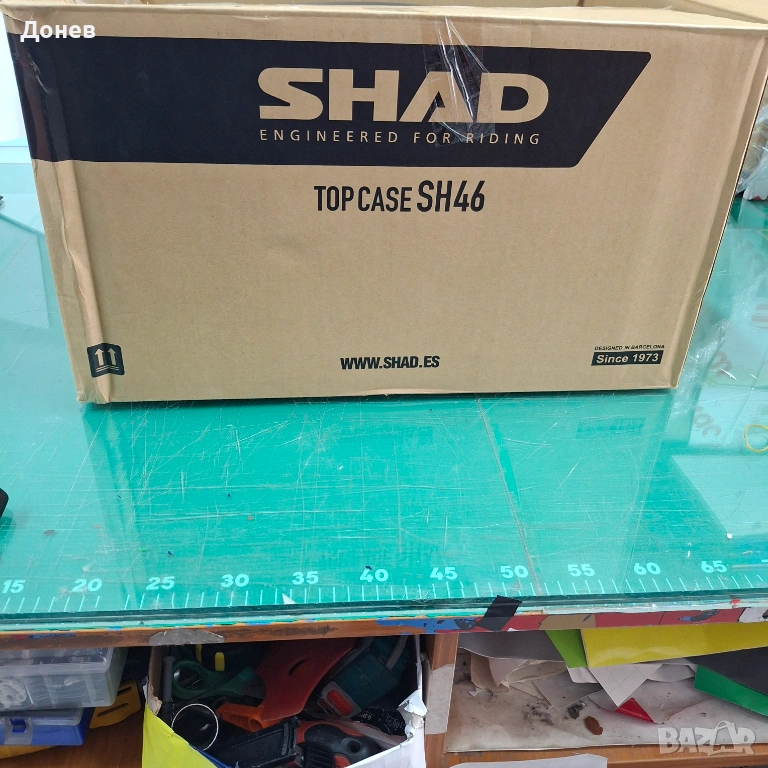 Донев
SHAD
ENGINEERED FOR RIDING
TOP CASE SH46
WWW.SHAD.ES
DESIGNED IN BARCELONA
Since 1973
15 20 25 30 35 40 45 50 55 60 65
BAZAR